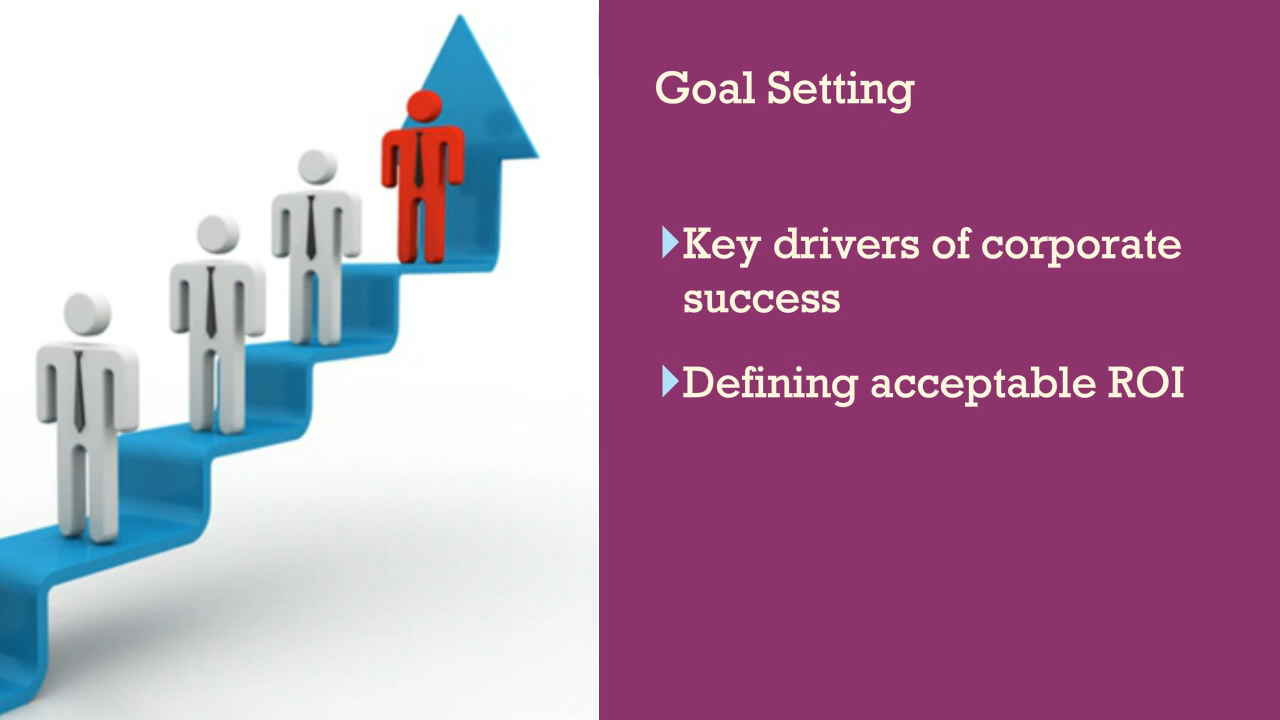 Goal Setting
Key drivers of corporate
success
Defining acceptable ROI